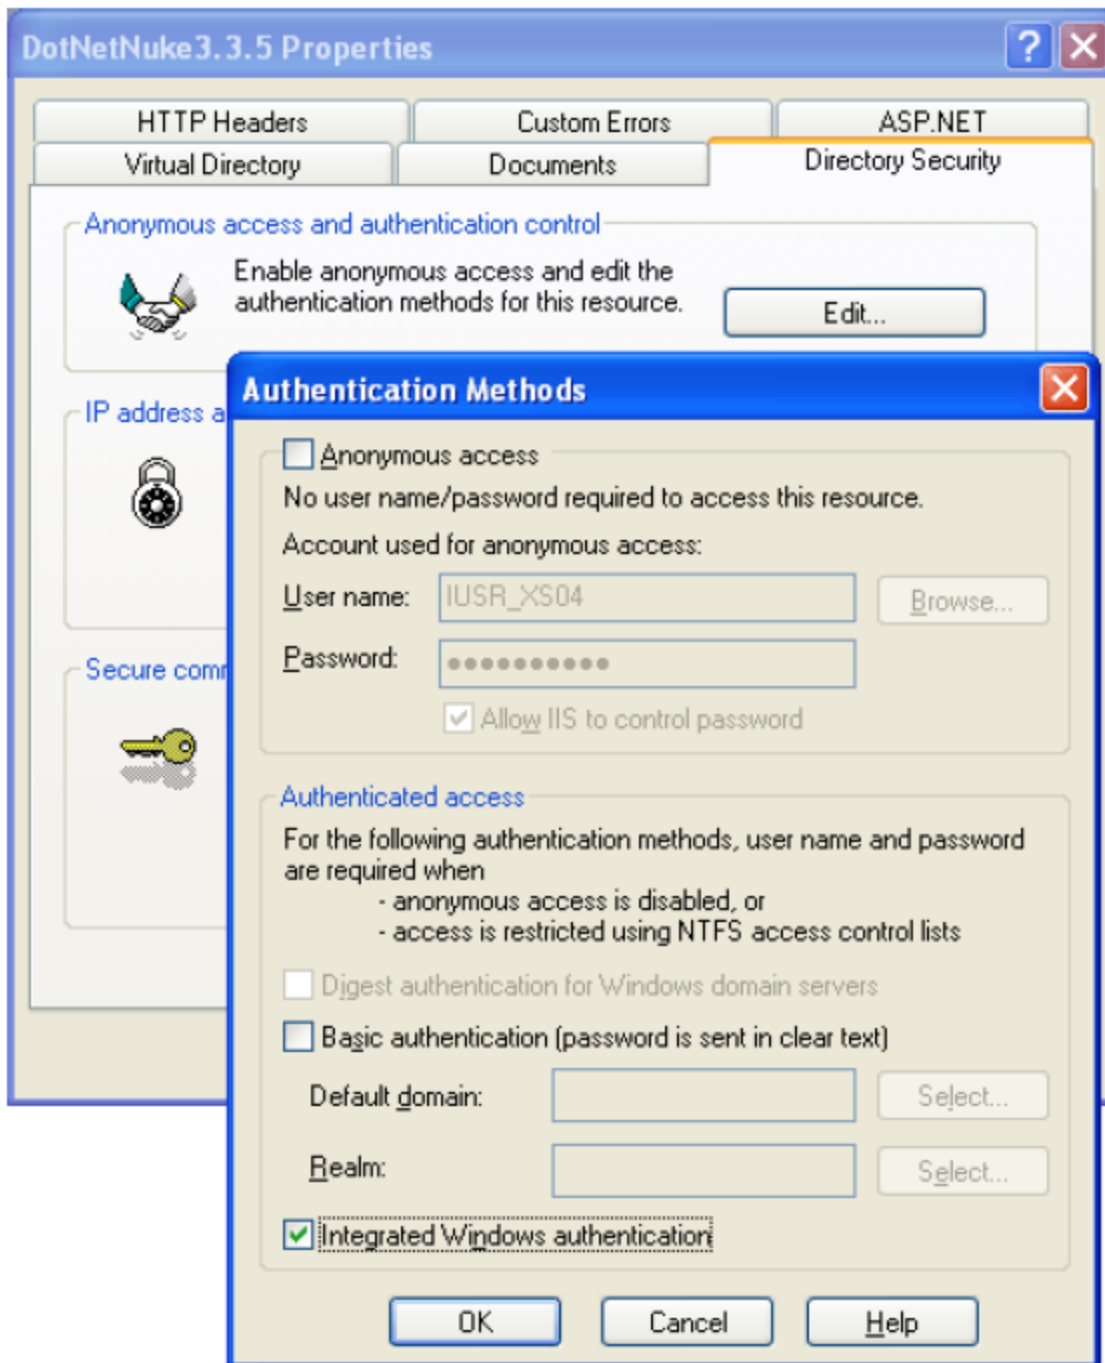 DotNetNuke3.3.5 Properties
HTTP Headers
Custom Errors
ASP.NET
Virtual Directory
Documents
Directory Security
Anonymous access and authentication control
Enable anonymous access and edit the
authentication methods for this resource.
Edit...
IP address a
Secure com
Authentication Methods
Anonymous access
No user name/password required to access this resource.
Account used for anonymous access:
User name:
IUSR_XS04
Browse...
Password:
●●●●●●●●●●
Allow IIS to control password
Authenticated access
For the following authentication methods, user name and password
are required when
- anonymous access is disabled, or
- access is restricted using NTFS access control lists
Digest authentication for Windows domain servers
Basic authentication (password is sent in clear text)
Default domain:
Select...
Realm:
Select...
Integrated Windows authentication
OK
Cancel
Help